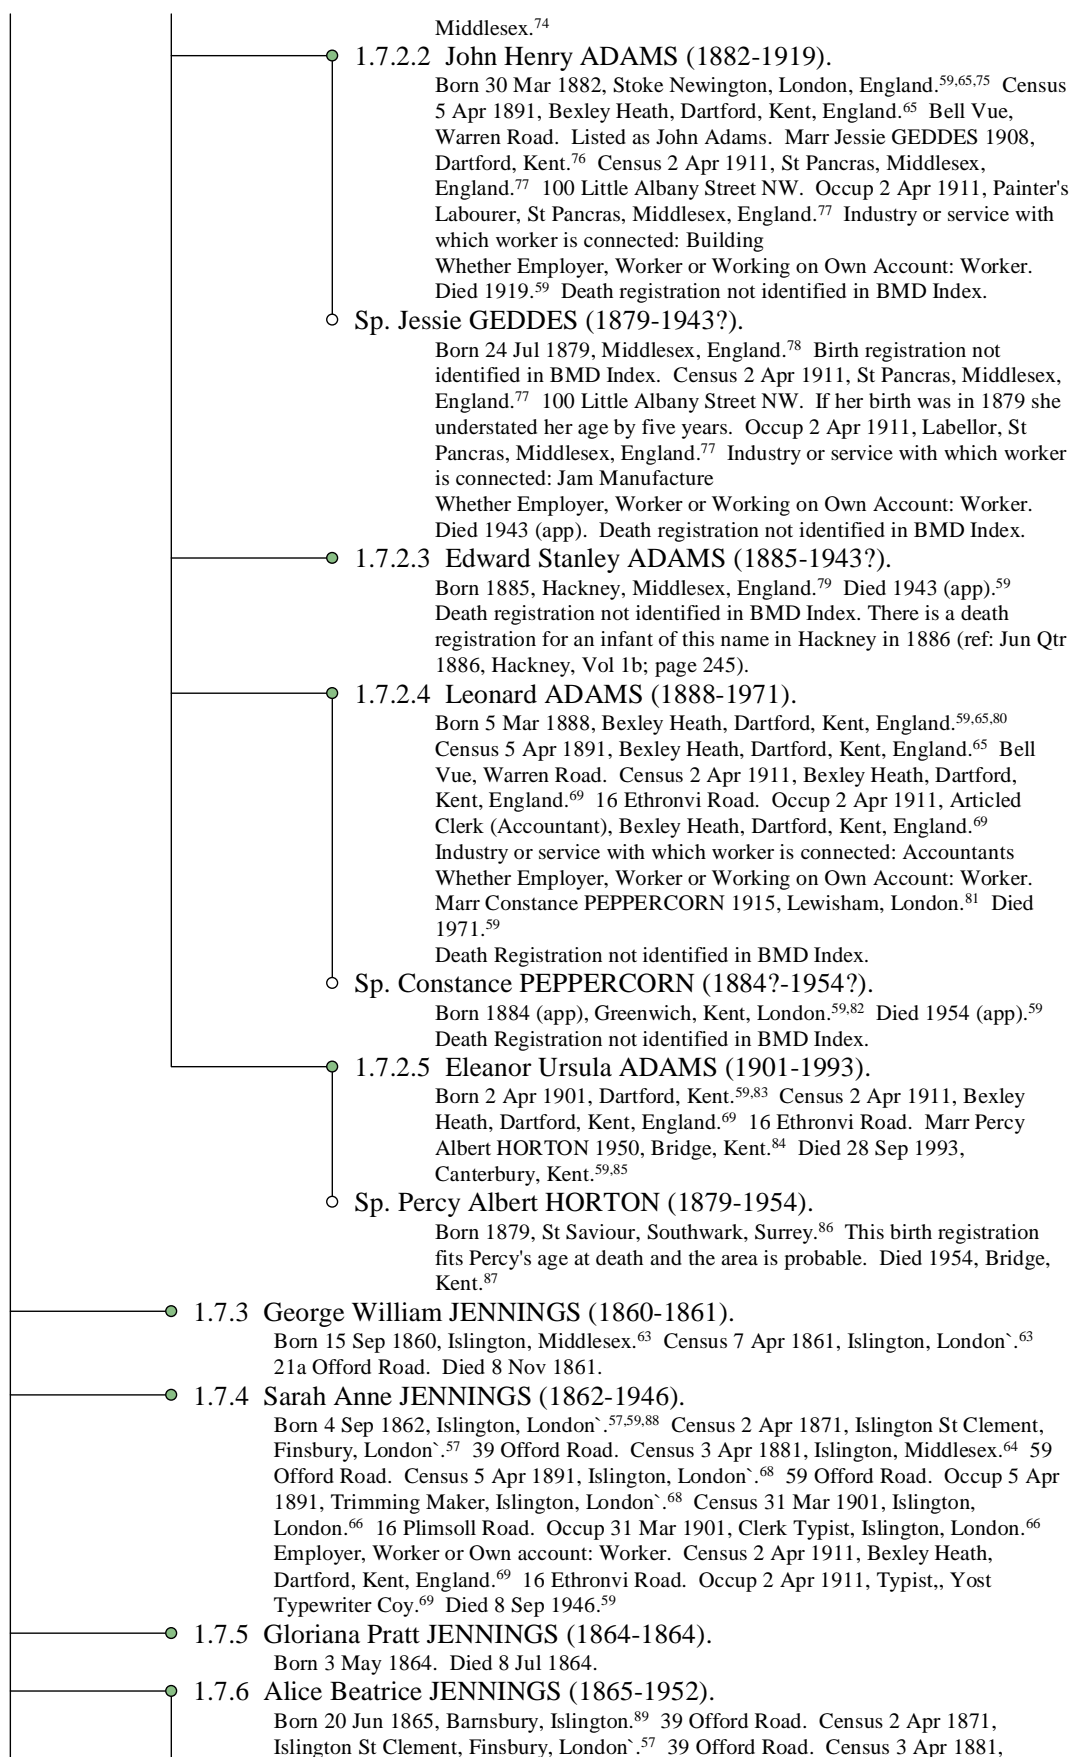 Middlesex.74
1.7.2.2 John Henry ADAMS (1882-1919).
Born 30 Mar 1882, Stoke Newington, London, England.59,65,75 Census
5 Apr 1891, Bexley Heath, Dartford, Kent, England.65 Bell Vue,
Warren Road. Listed as John Adams. Marr Jessie GEDDES 1908,
Dartford, Kent.76 Census 2 Apr 1911, St Pancras, Middlesex,
England.77 100 Little Albany Street NW. Occup 2 Apr 1911, Painter's
Labourer, St Pancras, Middlesex, England.77 Industry or service with
which worker is connected: Building
Whether Employer, Worker or Working on Own Account: Worker.
Died 1919.59 Death registration not identified in BMD Index.
Sp. Jessie GEDDES (1879-1943?).
Born 24 Jul 1879, Middlesex, England.78 Birth registration not
identified in BMD Index. Census 2 Apr 1911, St Pancras, Middlesex,
England.77 100 Little Albany Street NW. If her birth was in 1879 she
understated her age by five years. Occup 2 Apr 1911, Labellor, St
Pancras, Middlesex, England.77 Industry or service with which worker
is connected: Jam Manufacture
Whether Employer, Worker or Working on Own Account: Worker.
Died 1943 (app). Death registration not identified in BMD Index.
1.7.2.3 Edward Stanley ADAMS (1885-1943?).
Born 1885, Hackney, Middlesex, England.79 Died 1943 (app).59
Death registration not identified in BMD Index. There is a death
registration for an infant of this name in Hackney in 1886 (ref: Jun Qtr
1886, Hackney, Vol 1b; page 245).
1.7.2.4 Leonard ADAMS (1888-1971).
Born 5 Mar 1888, Bexley Heath, Dartford, Kent, England.59,65,80
Census 5 Apr 1891, Bexley Heath, Dartford, Kent, England.65 Bell
Vue, Warren Road. Census 2 Apr 1911, Bexley Heath, Dartford,
Kent, England.69 16 Ethronvi Road. Occup 2 Apr 1911, Articled
Clerk (Accountant), Bexley Heath, Dartford, Kent, England.69
Industry or service with which worker is connected: Accountants
Whether Employer, Worker or Working on Own Account: Worker.
Marr Constance PEPPERCORN 1915, Lewisham, London.81 Died
1971.59
Death Registration not identified in BMD Index.
Sp. Constance PEPPERCORN (1884?-1954?).
Born 1884 (app), Greenwich, Kent, London.59,82 Died 1954 (app).59
Death Registration not identified in BMD Index.
1.7.2.5 Eleanor Ursula ADAMS (1901-1993).
Born 2 Apr 1901, Dartford, Kent.59,83 Census 2 Apr 1911, Bexley
Heath, Dartford, Kent, England.69 16 Ethronvi Road. Marr Percy
Albert HORTON 1950, Bridge, Kent.84 Died 28 Sep 1993,
Canterbury, Kent.59,85
Sp. Percy Albert HORTON (1879-1954).
Born 1879, St Saviour, Southwark, Surrey.86 This birth registration
fits Percy's age at death and the area is probable. Died 1954, Bridge,
Kent.87
1.7.3 George William JENNINGS (1860-1861).
Born 15 Sep 1860, Islington, Middlesex.63 Census 7 Apr 1861, Islington, London`.63
21a Offord Road. Died 8 Nov 1861.
1.7.4 Sarah Anne JENNINGS (1862-1946).
Born 4 Sep 1862, Islington, London`.57,59,88 Census 2 Apr 1871, Islington St Clement,
Finsbury, London`.57 39 Offord Road. Census 3 Apr 1881, Islington, Middlesex.64 59
Offord Road. Census 5 Apr 1891, Islington, London`.68 59 Offord Road. Occup 5 Apr
1891, Trimming Maker, Islington, London`.68 Census 31 Mar 1901, Islington,
London.66 16 Plimsoll Road. Occup 31 Mar 1901, Clerk Typist, Islington, London.66
Employer, Worker or Own account: Worker. Census 2 Apr 1911, Bexley Heath,
Dartford, Kent, England.69 16 Ethronvi Road. Occup 2 Apr 1911, Typist,, Yost
Typewriter Coy.69 Died 8 Sep 1946.59
1.7.5 Gloriana Pratt JENNINGS (1864-1864).
Born 3 May 1864. Died 8 Jul 1864.
1.7.6 Alice Beatrice JENNINGS (1865-1952).
Born 20 Jun 1865, Barnsbury, Islington.89 39 Offord Road. Census 2 Apr 1871,
Islington St Clement, Finsbury, London`.57 39 Offord Road. Census 3 Apr 1881,